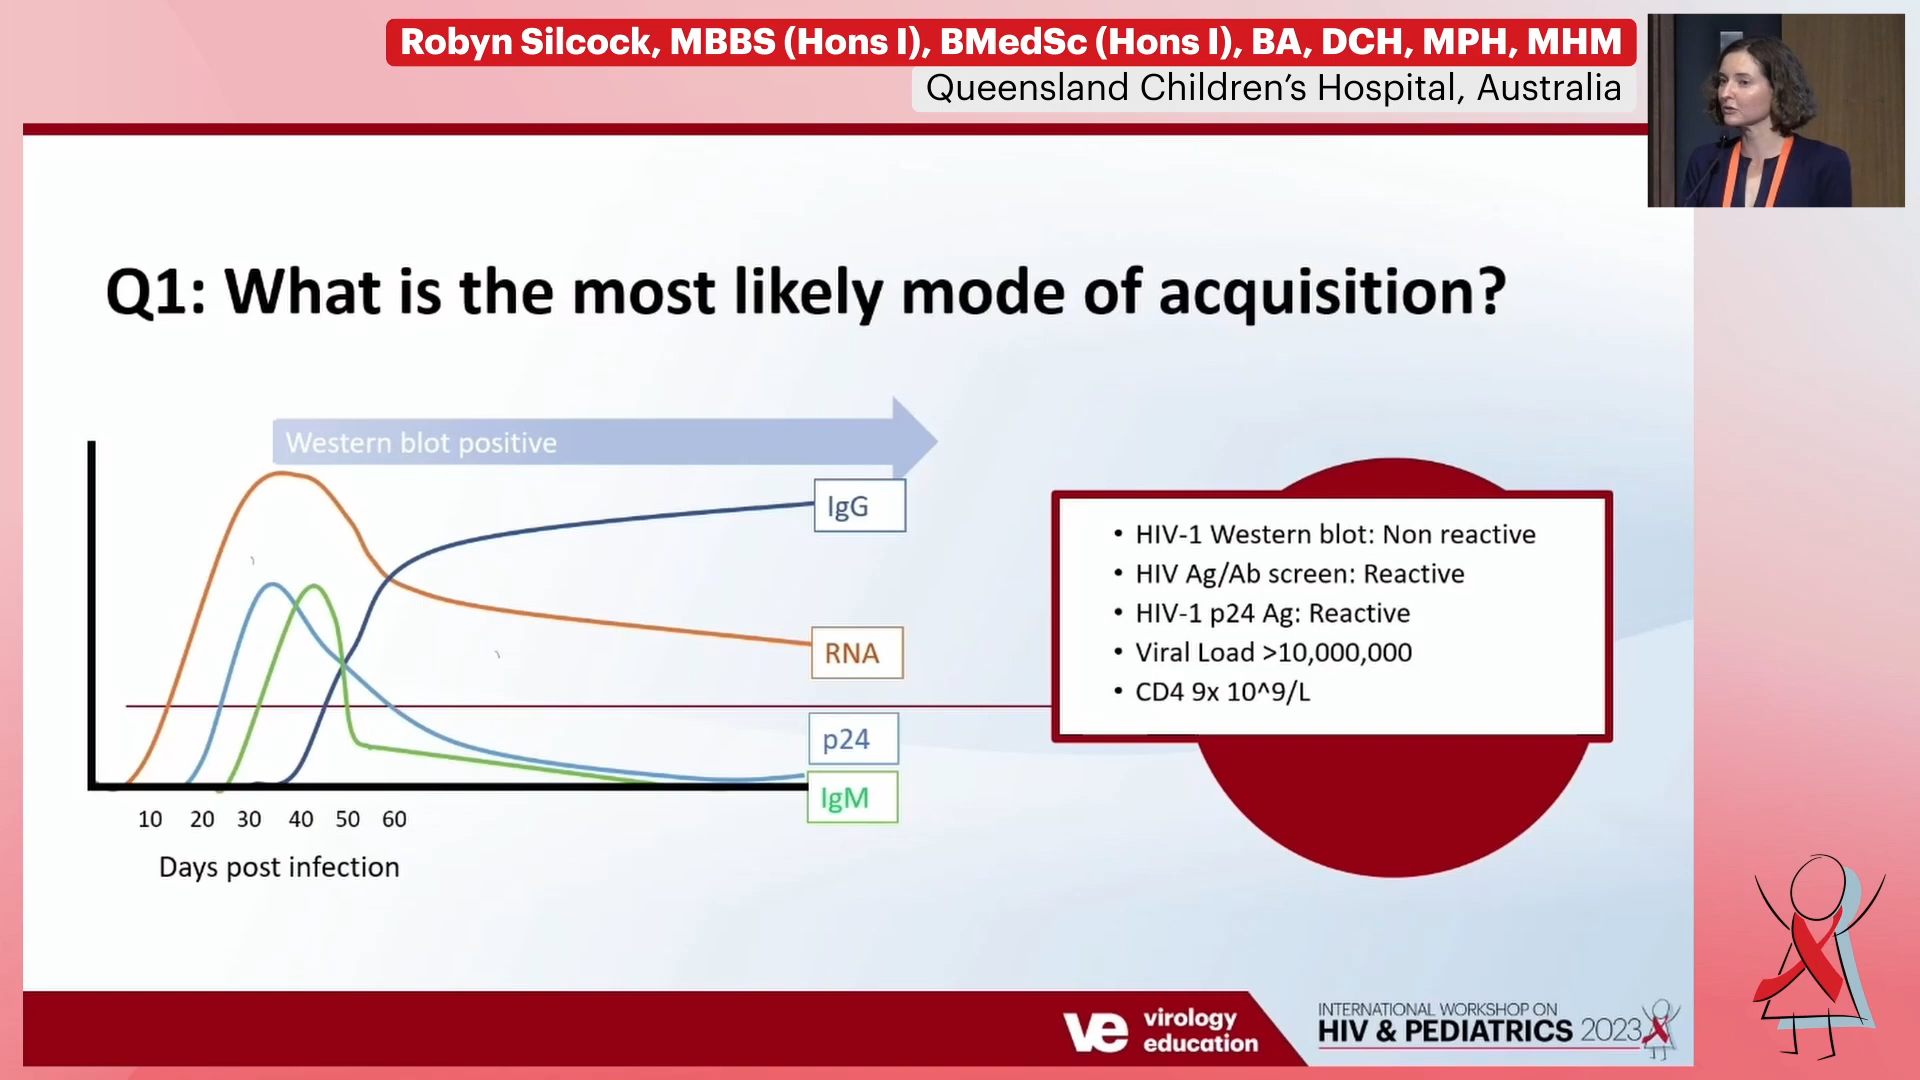 Robyn Silcock, MBBS (Hons I), BMedSc (Hons I), BA, DCH, MPH, MHM
Queensland Children's Hospital, Australia
Q1: What is the most likely mode of acquisition?
Western blot positive
IgG
RNA
p24
IgM
10 20 30 40 50 60
Days post infection
• HIV-1 Western blot: Non reactive
• HIV Ag/Ab screen: Reactive
• HIV-1 p24 Ag: Reactive
• Viral Load >10,000,000
• CD4 9x 10^9/L
ve virology
education
INTERNATIONAL WORKSHOP ON
HIV & PEDIATRICS 2023